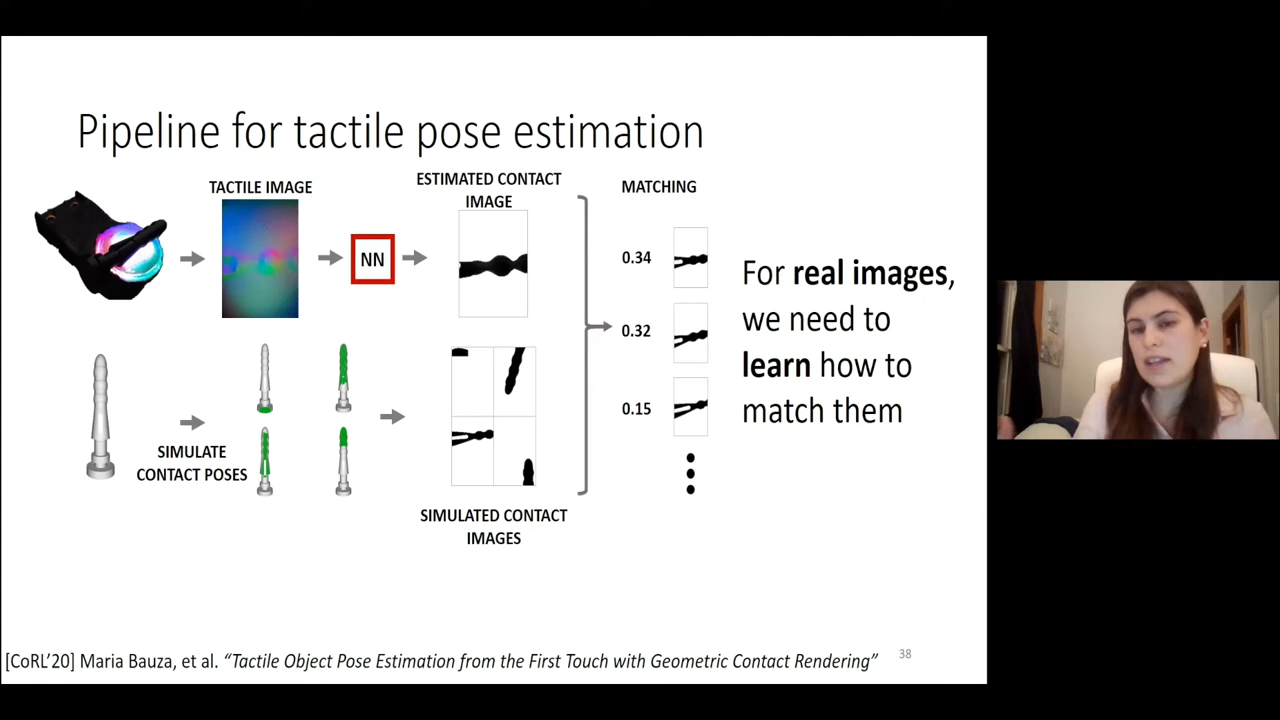 Pipeline for tactile pose estimation
TACTILE IMAGE
ESTIMATED CONTACT
IMAGE
MATCHING
NN
0.34
0.32
0.15
For real images,
we need to
learn how to
match them
SIMULATE
CONTACT POSES
SIMULATED CONTACT
IMAGES
[CoRL’20] Maria Bauza, et al. “Tactile Object Pose Estimation from the First Touch with Geometric Contact Rendering”
38